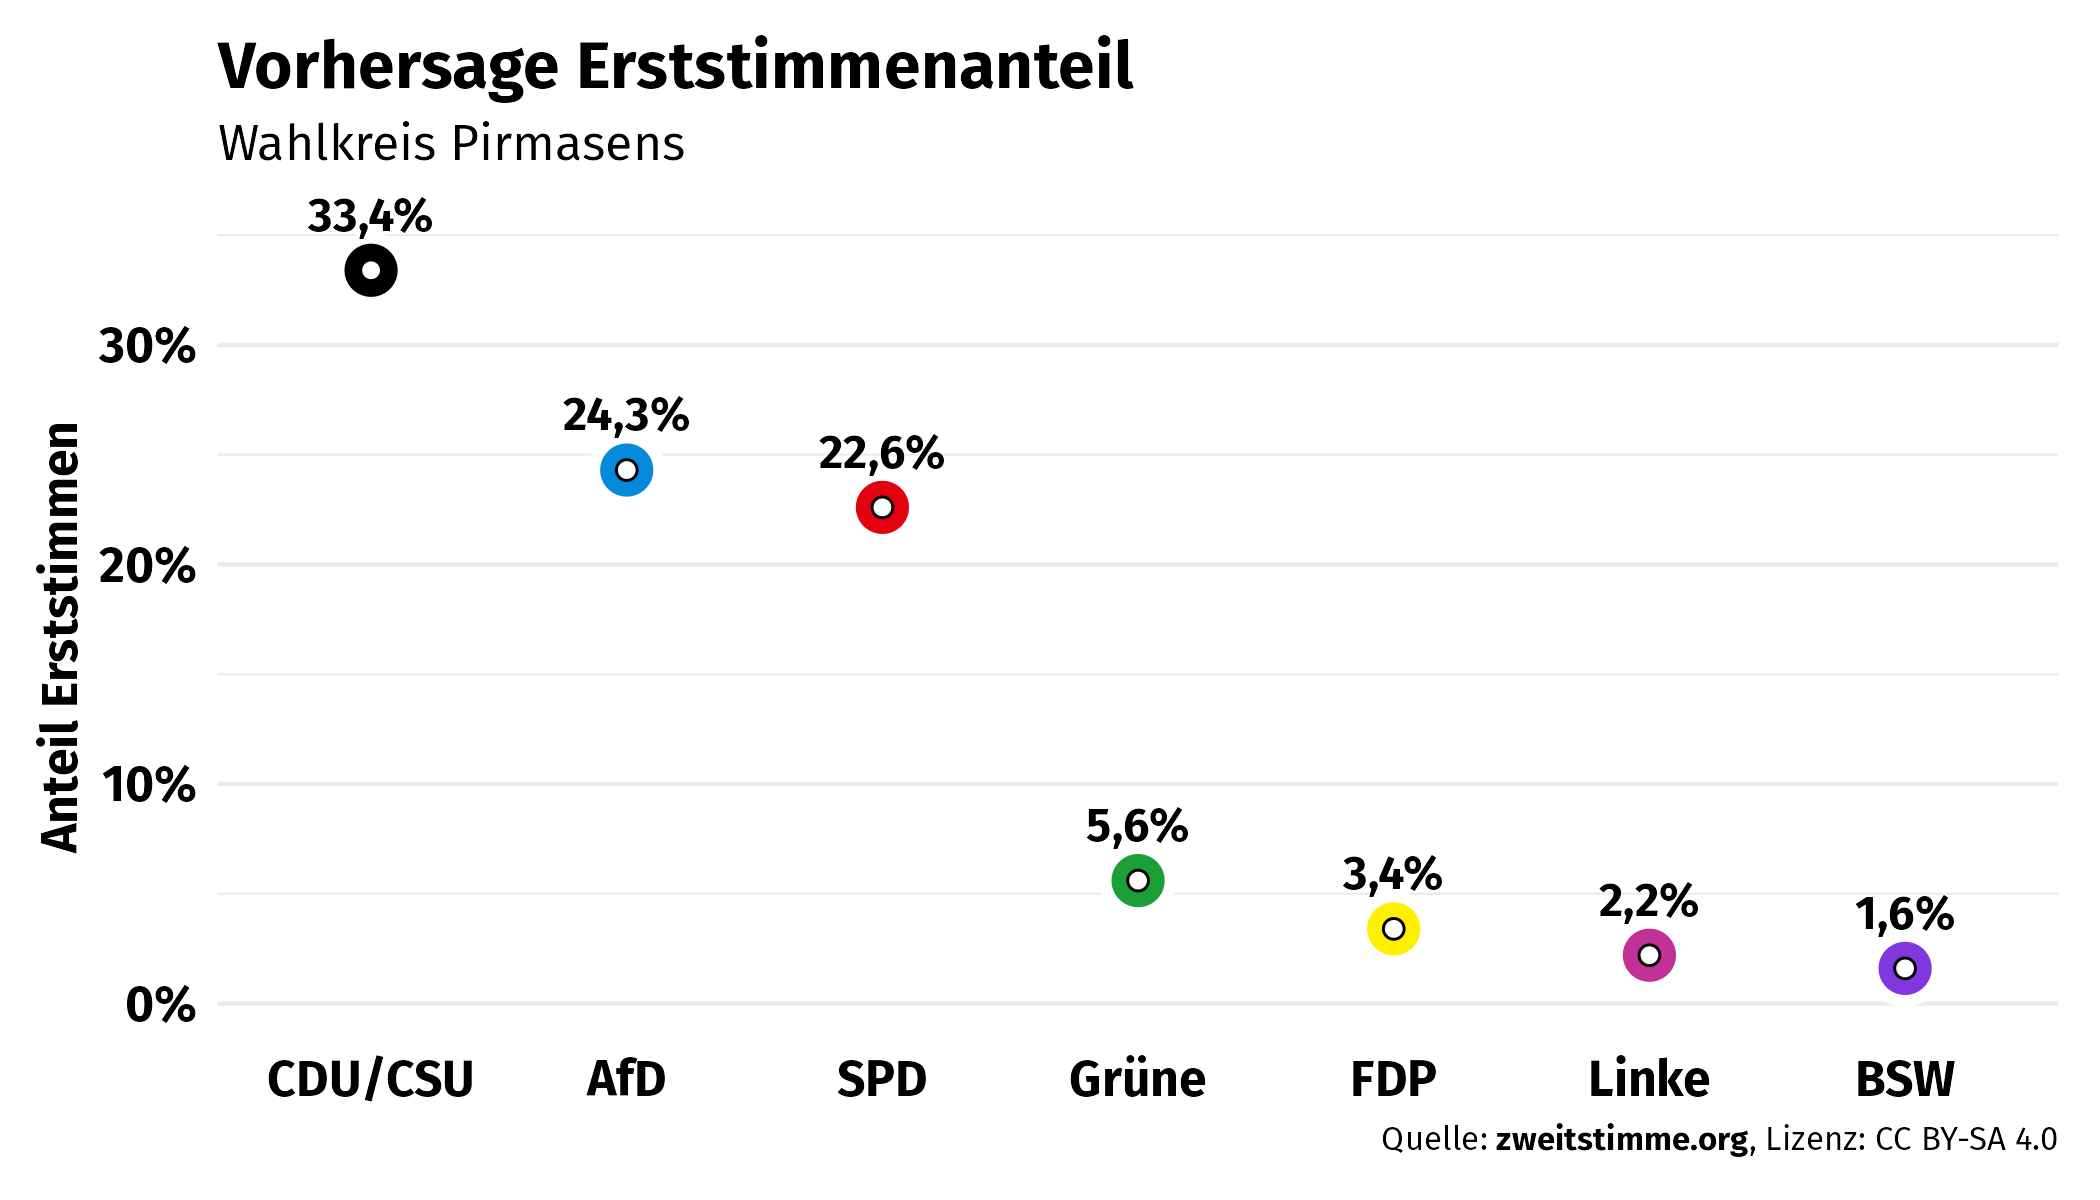 Vorhersage Erststimmenanteil
Wahlkreis Pirmasens
Anteil Erststimmen
30%
20%
10%
0%
33,4%
24,3%
22,6%
5,6%
3,4%
2,2%
1,6%
CDU/CSU AfD SPD Grüne FDP Linke BSW
Quelle: zweitstimme.org, Lizenz: CC BY-SA 4.0